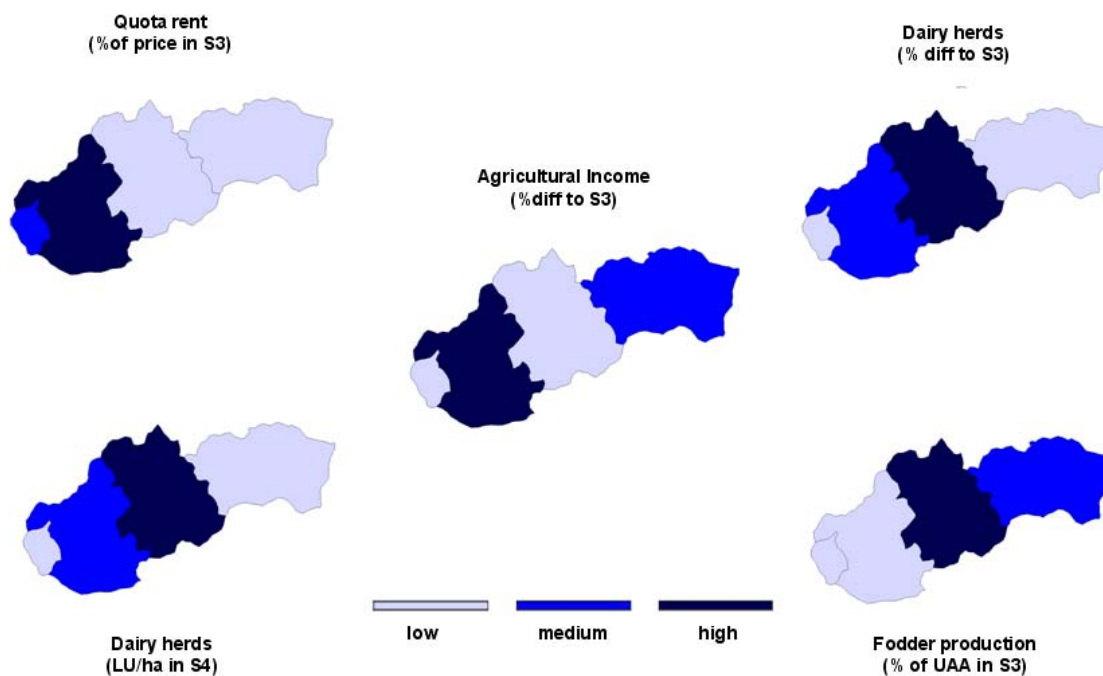 Quota rent
(%of price in S3)
Dairy herds
(% diff to S3)
Agricultural Income
(%diff to S3)
low
medium
high
Dairy herds
(LU/ha in S4)
Fodder production
(% of UAA in S3)